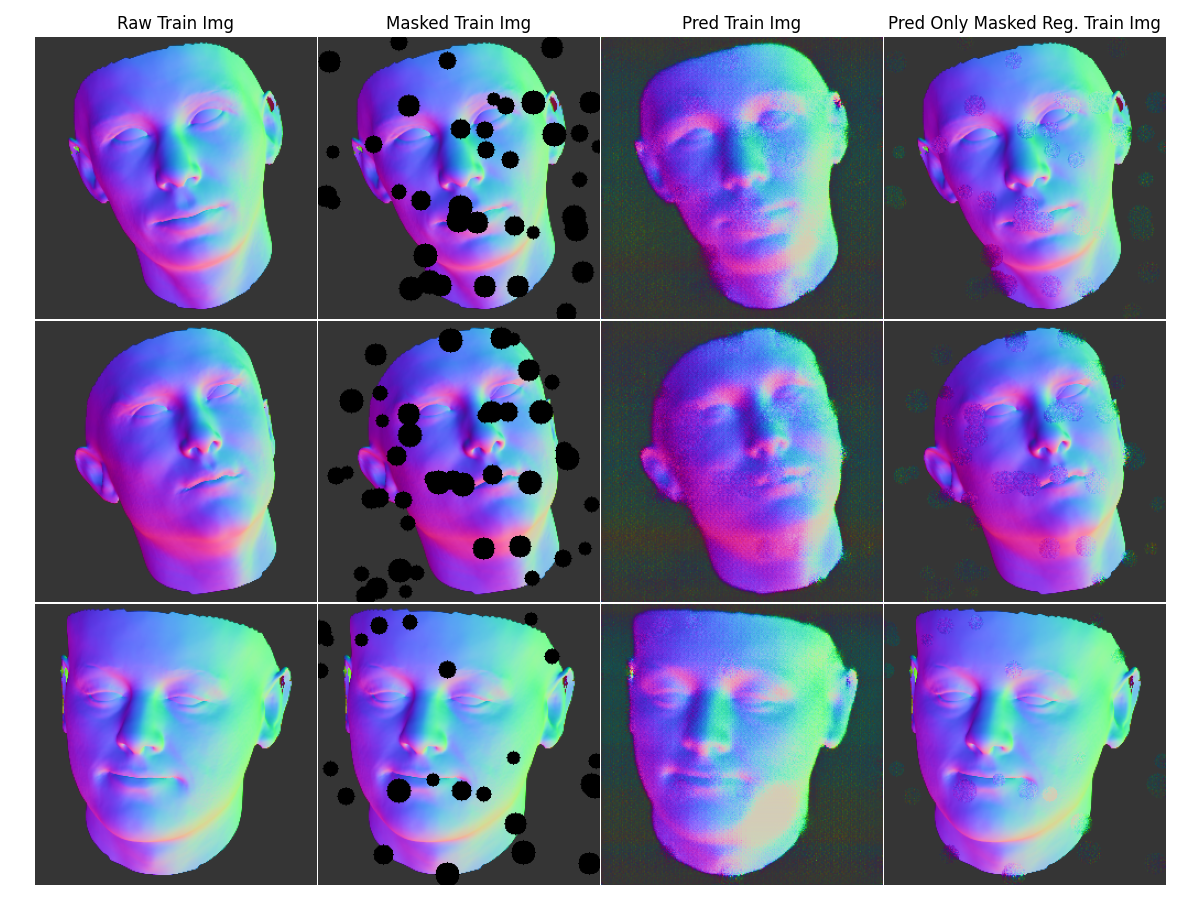 Raw Train Img
Masked Train Img
Pred Train Img
Pred Only Masked Reg. Train Img